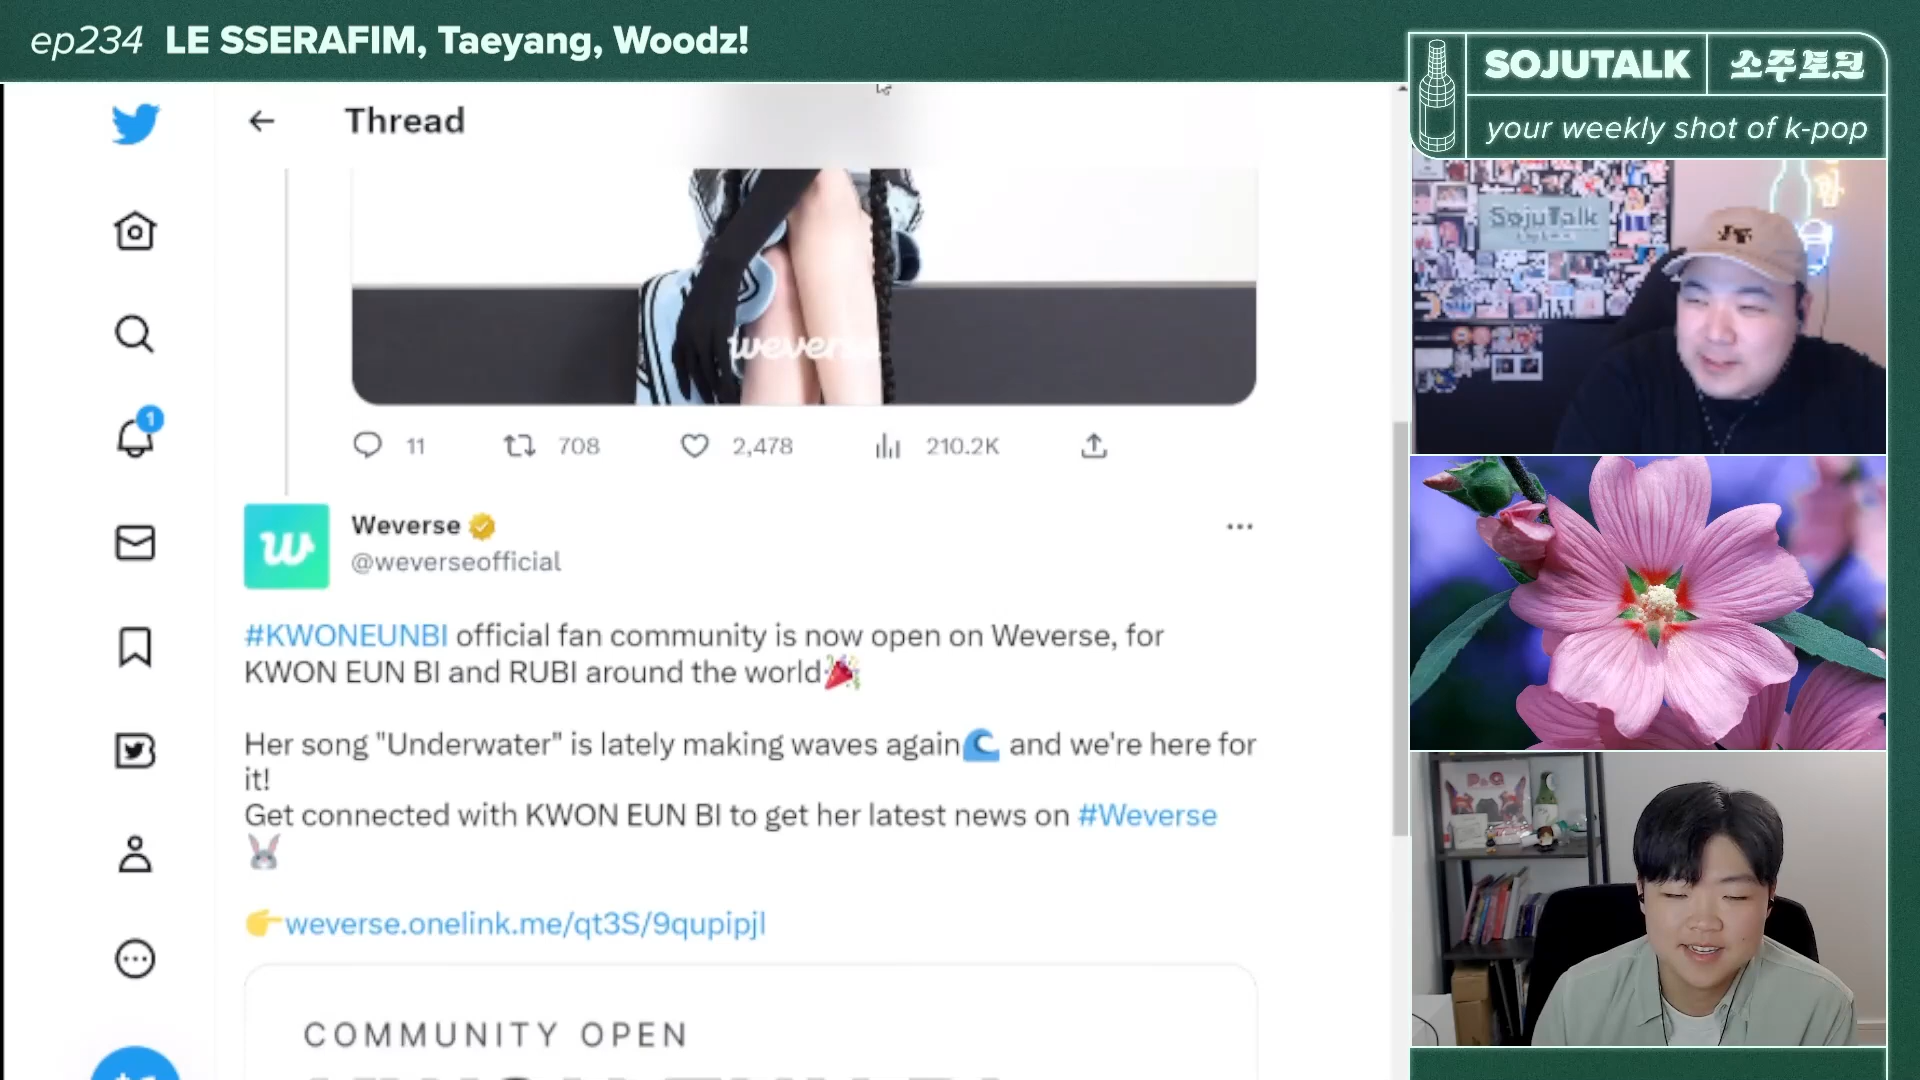 ep234 LE SSERAFIM, Taeyang, Woodz!
SOJUTALK 소주토크
your weekly shot of k-pop
Thread
weverse
11 708 2,478 210.2K
1
Weverse
@weverseofficial
#KWONEUNBI official fan community is now open on Weverse, for
KWON EUN BI and RUBI around the world🎉
Her song "Underwater" is lately making waves again🌊 and we're here for
it!
Get connected with KWON EUN BI to get her latest news on #Weverse
🐰
👉weverse.onelink.me/qt3S/9qupipjl
COMMUNITY OPEN
SojuTalk
P&Q